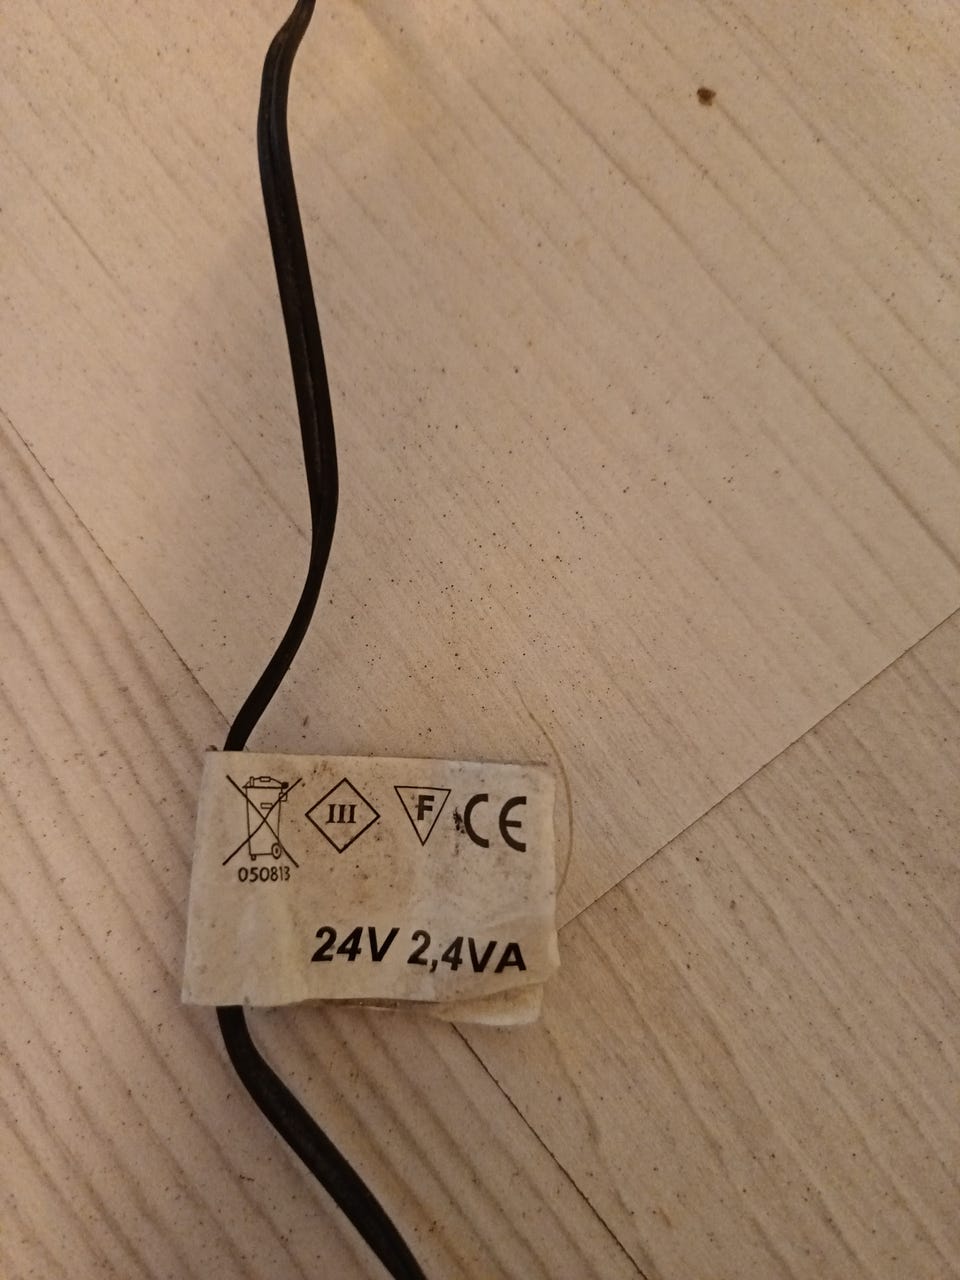 III F CE
050813
24V 2,4VA